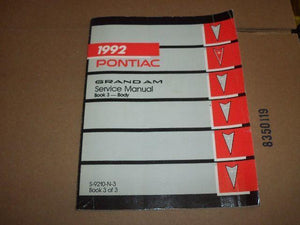 1992
PONTIAC
GRAND AM
Service Manual
Book 3 — Body
S-9210-N-3
Book 3 of 3
8350119